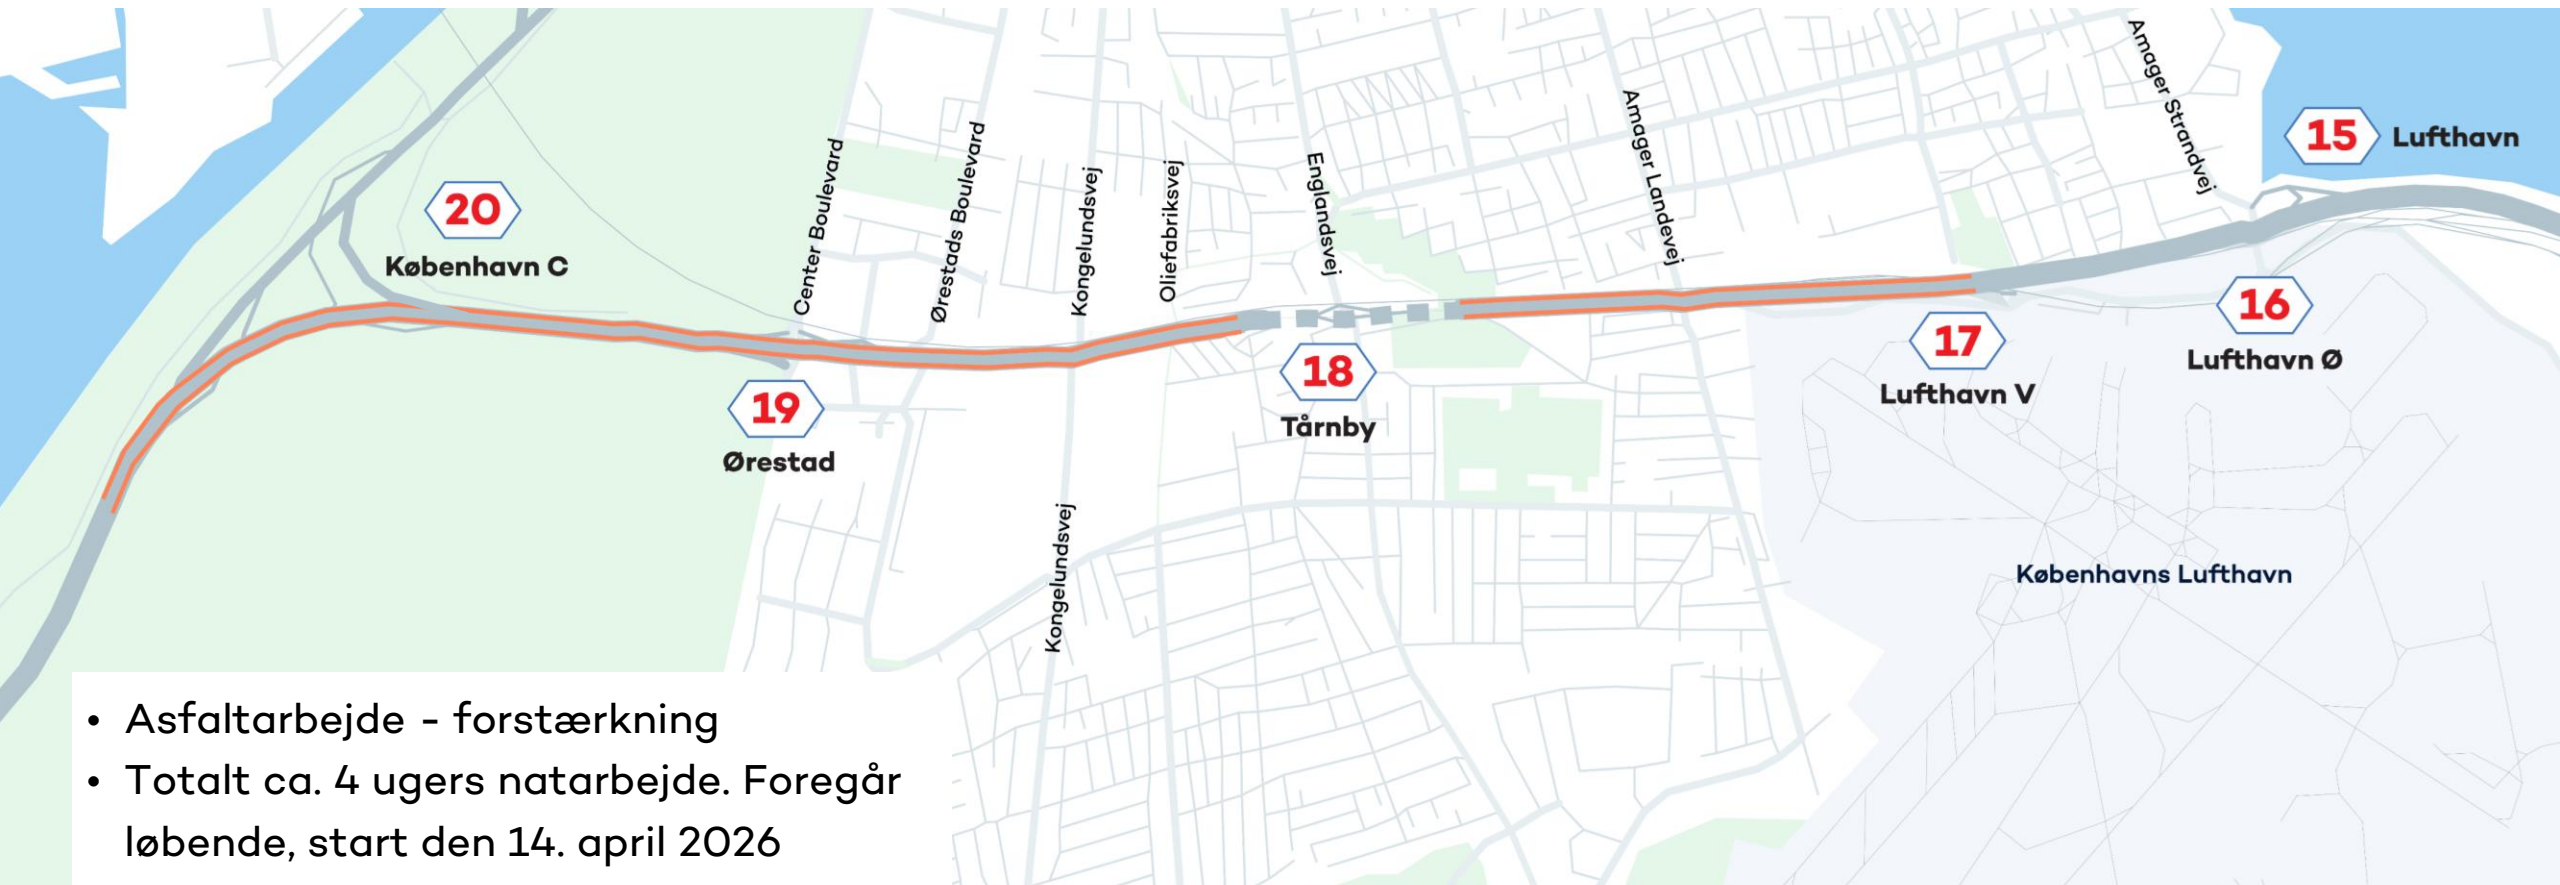 Amager Strandvej
15 Lufthavn
Amager Landevej
Center Boulevard
Ørestads Boulevard
Kongelundsvej
Oliefabriksvej
Englandsvej
20
København C
16
Lufthavn Ø
17
Lufthavn V
18
Tårnby
19
Ørestad
Kongelundsvej
Københavns Lufthavn
• Asfaltarbejde - forstærkning
• Totalt ca. 4 ugers natarbejde. Foregår
løbende, start den 14. april 2026